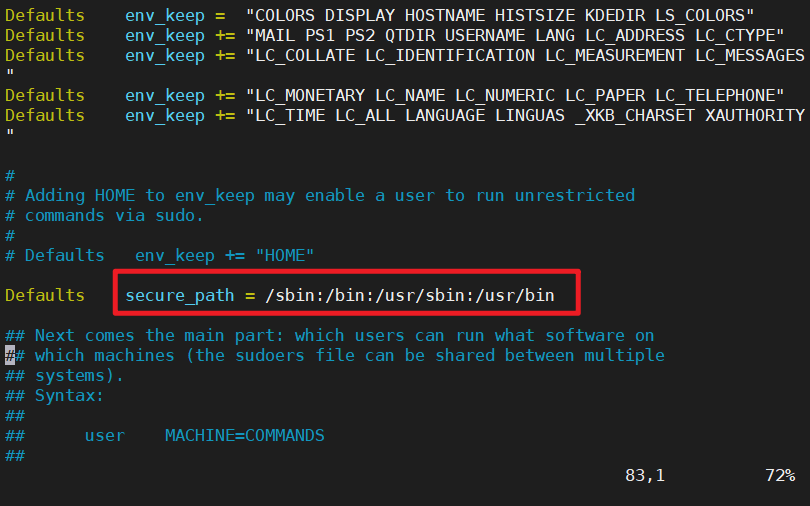 Defaults    env_keep =  "COLORS DISPLAY HOSTNAME HISTSIZE KDEDIR LS_COLORS"
Defaults    env_keep += "MAIL PS1 PS2 QTDIR USERNAME LANG LC_ADDRESS LC_CTYPE"
Defaults    env_keep += "LC_COLLATE LC_IDENTIFICATION LC_MEASUREMENT LC_MESSAGES
"
Defaults    env_keep += "LC_MONETARY LC_NAME LC_NUMERIC LC_PAPER LC_TELEPHONE"
Defaults    env_keep += "LC_TIME LC_ALL LANGUAGE LINGUAS _XKB_CHARSET XAUTHORITY
"
#
# Adding HOME to env_keep may enable a user to run unrestricted
# commands via sudo.
#
# Defaults   env_keep += "HOME"
Defaults    secure_path = /sbin:/bin:/usr/sbin:/usr/bin
## Next comes the main part: which users can run what software on
## which machines (the sudoers file can be shared between multiple
## systems).
## Syntax:
##
##      user    MACHINE=COMMANDS
##
83,1          72%